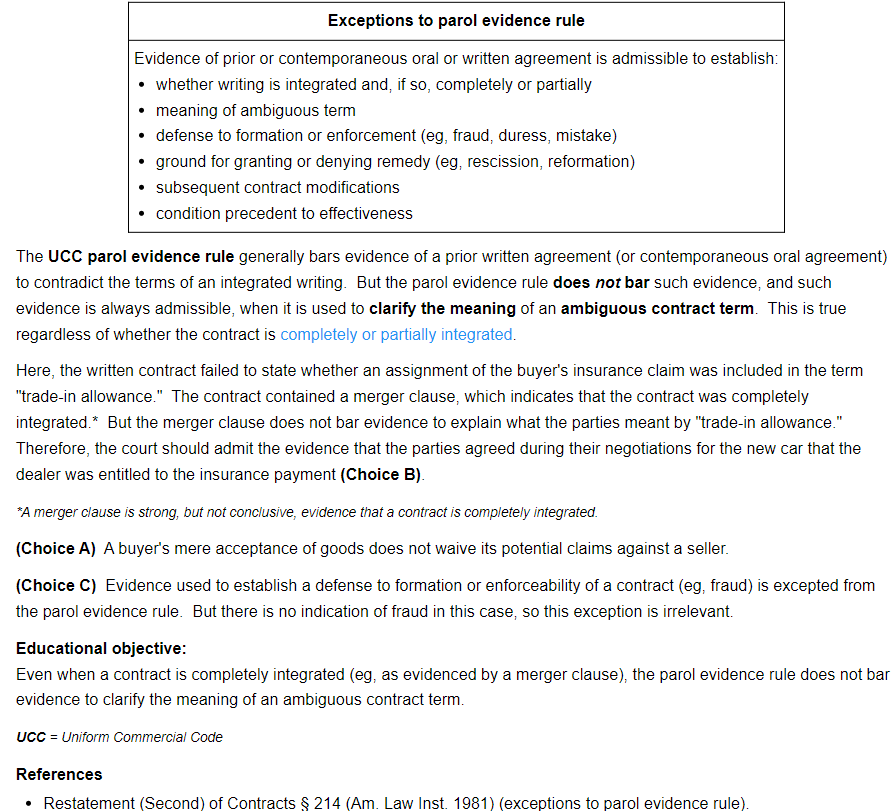 Exceptions to parol evidence rule
Evidence of prior or contemporaneous oral or written agreement is admissible to establish:
• whether writing is integrated and, if so, completely or partially
• meaning of ambiguous term
• defense to formation or enforcement (eg, fraud, duress, mistake)
• ground for granting or denying remedy (eg, rescission, reformation)
• subsequent contract modifications
• condition precedent to effectiveness
The UCC parol evidence rule generally bars evidence of a prior written agreement (or contemporaneous oral agreement)
to contradict the terms of an integrated writing. But the parol evidence rule does not bar such evidence, and such
evidence is always admissible, when it is used to clarify the meaning of an ambiguous contract term. This is true
regardless of whether the contract is completely or partially integrated.
Here, the written contract failed to state whether an assignment of the buyer's insurance claim was included in the term
"trade-in allowance." The contract contained a merger clause, which indicates that the contract was completely
integrated.* But the merger clause does not bar evidence to explain what the parties meant by "trade-in allowance."
Therefore, the court should admit the evidence that the parties agreed during their negotiations for the new car that the
dealer was entitled to the insurance payment (Choice B).
*A merger clause is strong, but not conclusive, evidence that a contract is completely integrated.
(Choice A) A buyer's mere acceptance of goods does not waive its potential claims against a seller.
(Choice C) Evidence used to establish a defense to formation or enforceability of a contract (eg, fraud) is excepted from
the parol evidence rule. But there is no indication of fraud in this case, so this exception is irrelevant.
Educational objective:
Even when a contract is completely integrated (eg, as evidenced by a merger clause), the parol evidence rule does not bar
evidence to clarify the meaning of an ambiguous contract term.
UCC = Uniform Commercial Code
References
• Restatement (Second) of Contracts § 214 (Am. Law Inst. 1981) (exceptions to parol evidence rule).